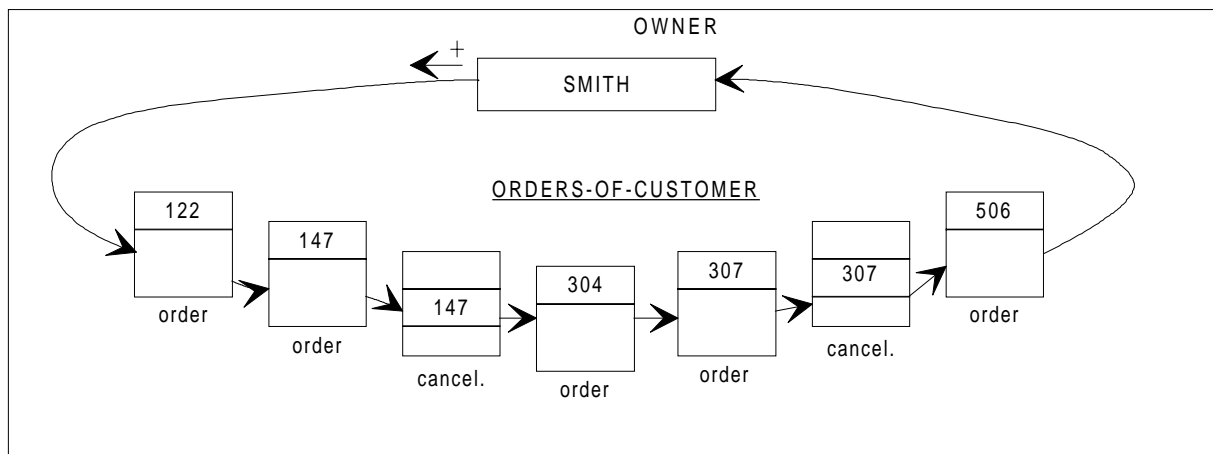 OWNER
+
SMITH
ORDERS-OF-CUSTOMER
122
order
147
order
147
cancel.
304
order
307
order
307
cancel.
506
order